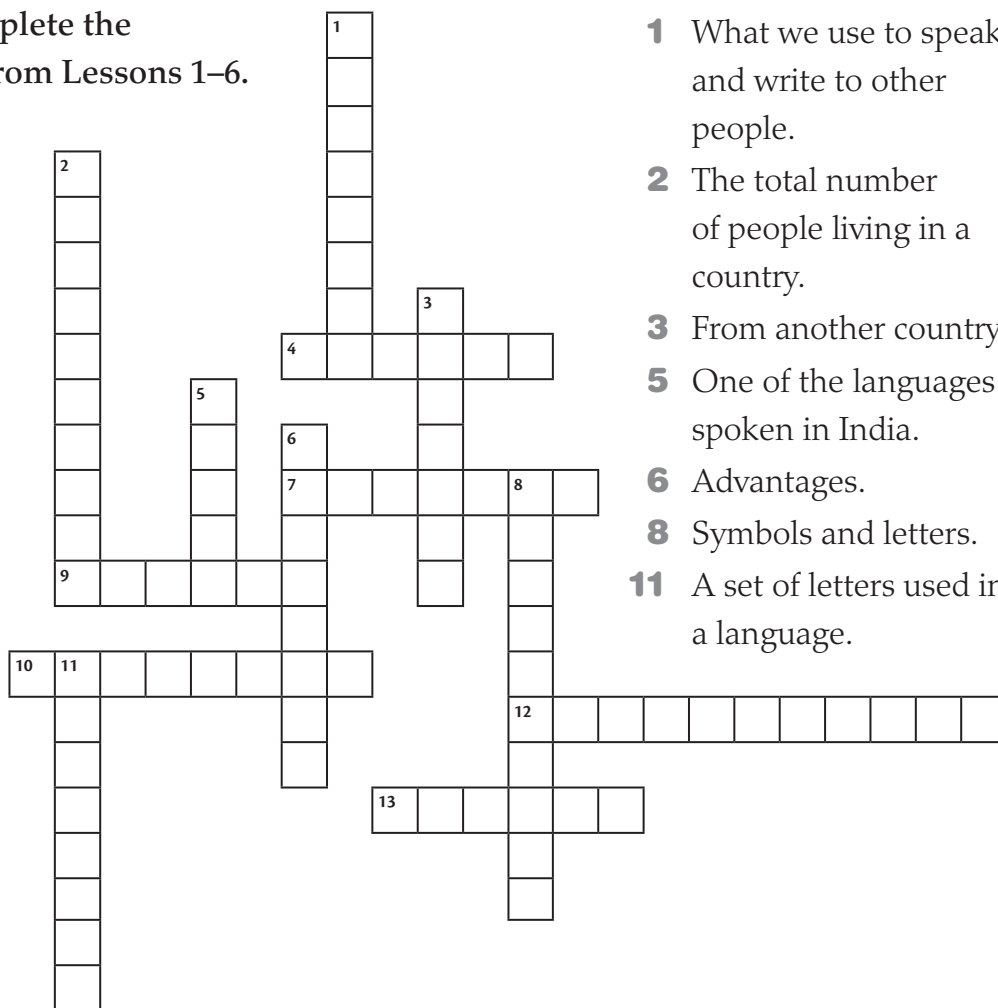 plete the
rom Lessons 1–6.
1
2
3
4
5
6
7
8
9
10
11
12
13
1 What we use to speak
and write to other
people.
2 The total number
of people living in a
country.
3 From another country
5 One of the languages
spoken in India.
6 Advantages.
8 Symbols and letters.
11 A set of letters used in
a language.